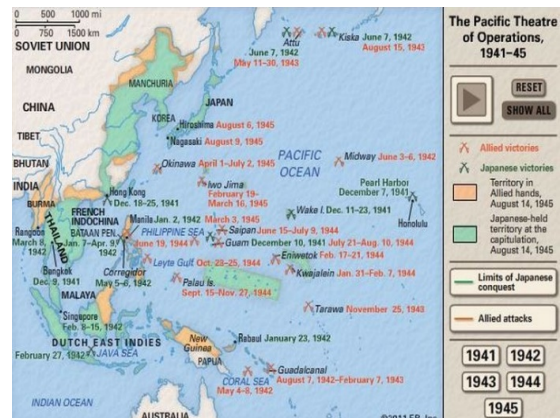 0 500 1000 mi
0 750 1500 km
SOVIET UNION
MONGOLIA
MANCHURIA
CHINA
KOREA
JAPAN
TIBET
BHUTAN
INDIA
BURMA
Attu
June 7, 1942
May 11–30, 1943
Kiska June 7, 1942
August 15, 1943
Hiroshima August 6, 1945
Nagasaki August 9, 1945
PACIFIC
OCEAN
Midway June 3–6, 1942
Okinawa April 1–July 2, 1945
Iwo Jima
February 19–
March 16, 1945
Pearl Harbor
December 7, 1941
Honolulu
Hong Kong
Dec. 18–25, 1941
Wake I. Dec. 11–23, 1941
FRENCH
INDOCHINA
Manila Jan. 2, 1942
March 3, 1945
BATAAN PEN.
Jan. 7–Apr. 9,
1942
PHILIPPINE SEA
June 19, 1944
Saipan June 15–July 9, 1944
Guam December 10, 1941 July 21–Aug. 10, 1944
Rangoon
March 8,
1942
THAILAND
Bangkok
Dec. 9, 1941
Corregidor
May 5–6, 1942
Leyte Gulf Oct. 23–25, 1944
Eniwetok Feb. 17–21, 1944
Kwajalein Jan. 31–Feb. 7, 1944
Palau Is.
Sept. 15–Nov. 27, 1944
MALAYA
Singapore
Feb. 8–15, 1942
Tarawa November 25, 1943
DUTCH EAST INDIES
February 27, 1942 JAVA SEA
New
Guinea
PAPUA
Rabaul January 23, 1942
Guadalcanal
August 7, 1942–February 7, 1943
CORAL SEA
May 4–8, 1942
INDIAN OCEAN
AUSTRALIA
The Pacific Theatre
of Operations,
1941–45
RESET
SHOW ALL
Allied victories
Japanese victories
Territory in
Allied hands,
August 14, 1945
Japanese-held
territory at the
capitulation,
August 14, 1945
Limits of Japanese
conquest
Allied attacks
1941 1942
1943 1944
1945